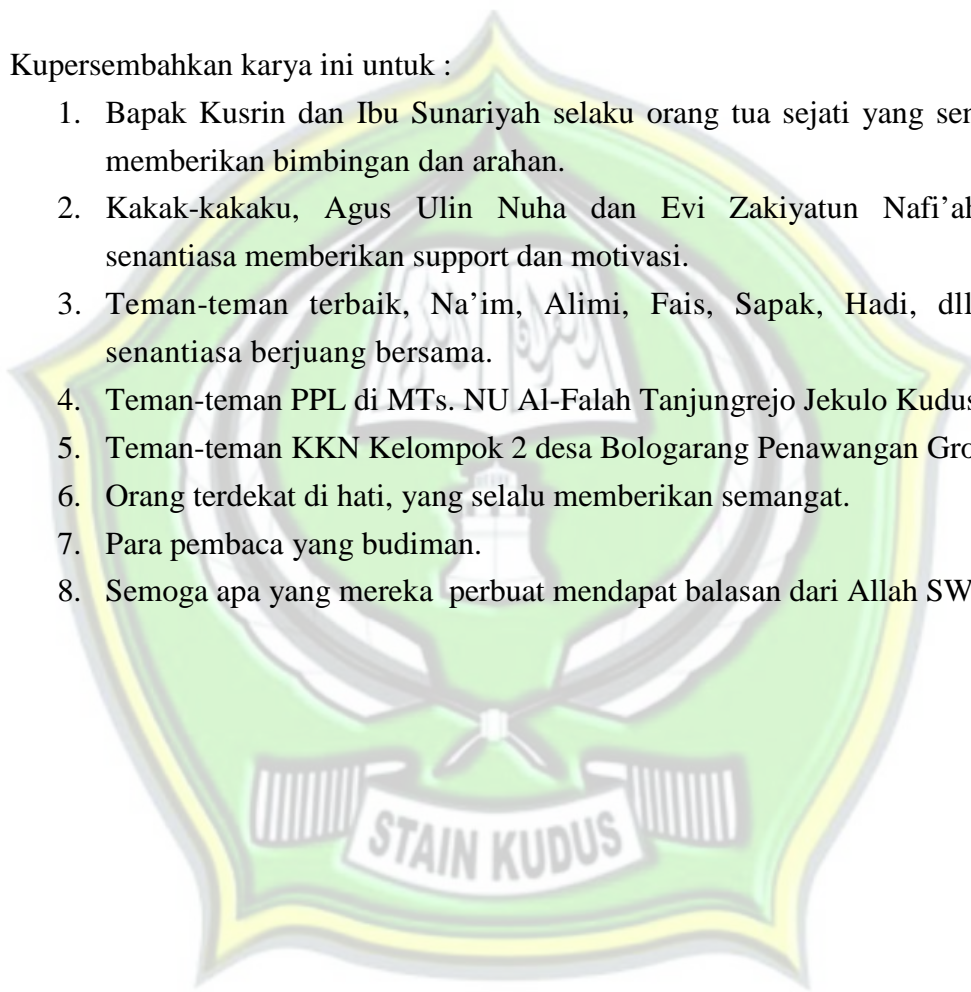 Kupersembahkan karya ini untuk :
1. Bapak Kusrin dan Ibu Sunariyah selaku orang tua sejati yang
memberikan bimbingan dan arahan.
2. Kakak-kakaku, Agus Ulin Nuha dan Evi Zakiyatun Nafi’ah
senantiasa memberikan support dan motivasi.
3. Teman-teman terbaik, Na’im, Alimi, Fais, Sapak, Hadi, dll
senantiasa berjuang bersama.
4. Teman-teman PPL di MTs. NU Al-Falah Tanjungrejo Jekulo Kudus
5. Teman-teman KKN Kelompok 2 desa Bologarang Penawangan
6. Orang terdekat di hati, yang selalu memberikan semangat.
7. Para pembaca yang budiman.
8. Semoga apa yang mereka  perbuat mendapat balasan dari Allah
STAIN KUDUS